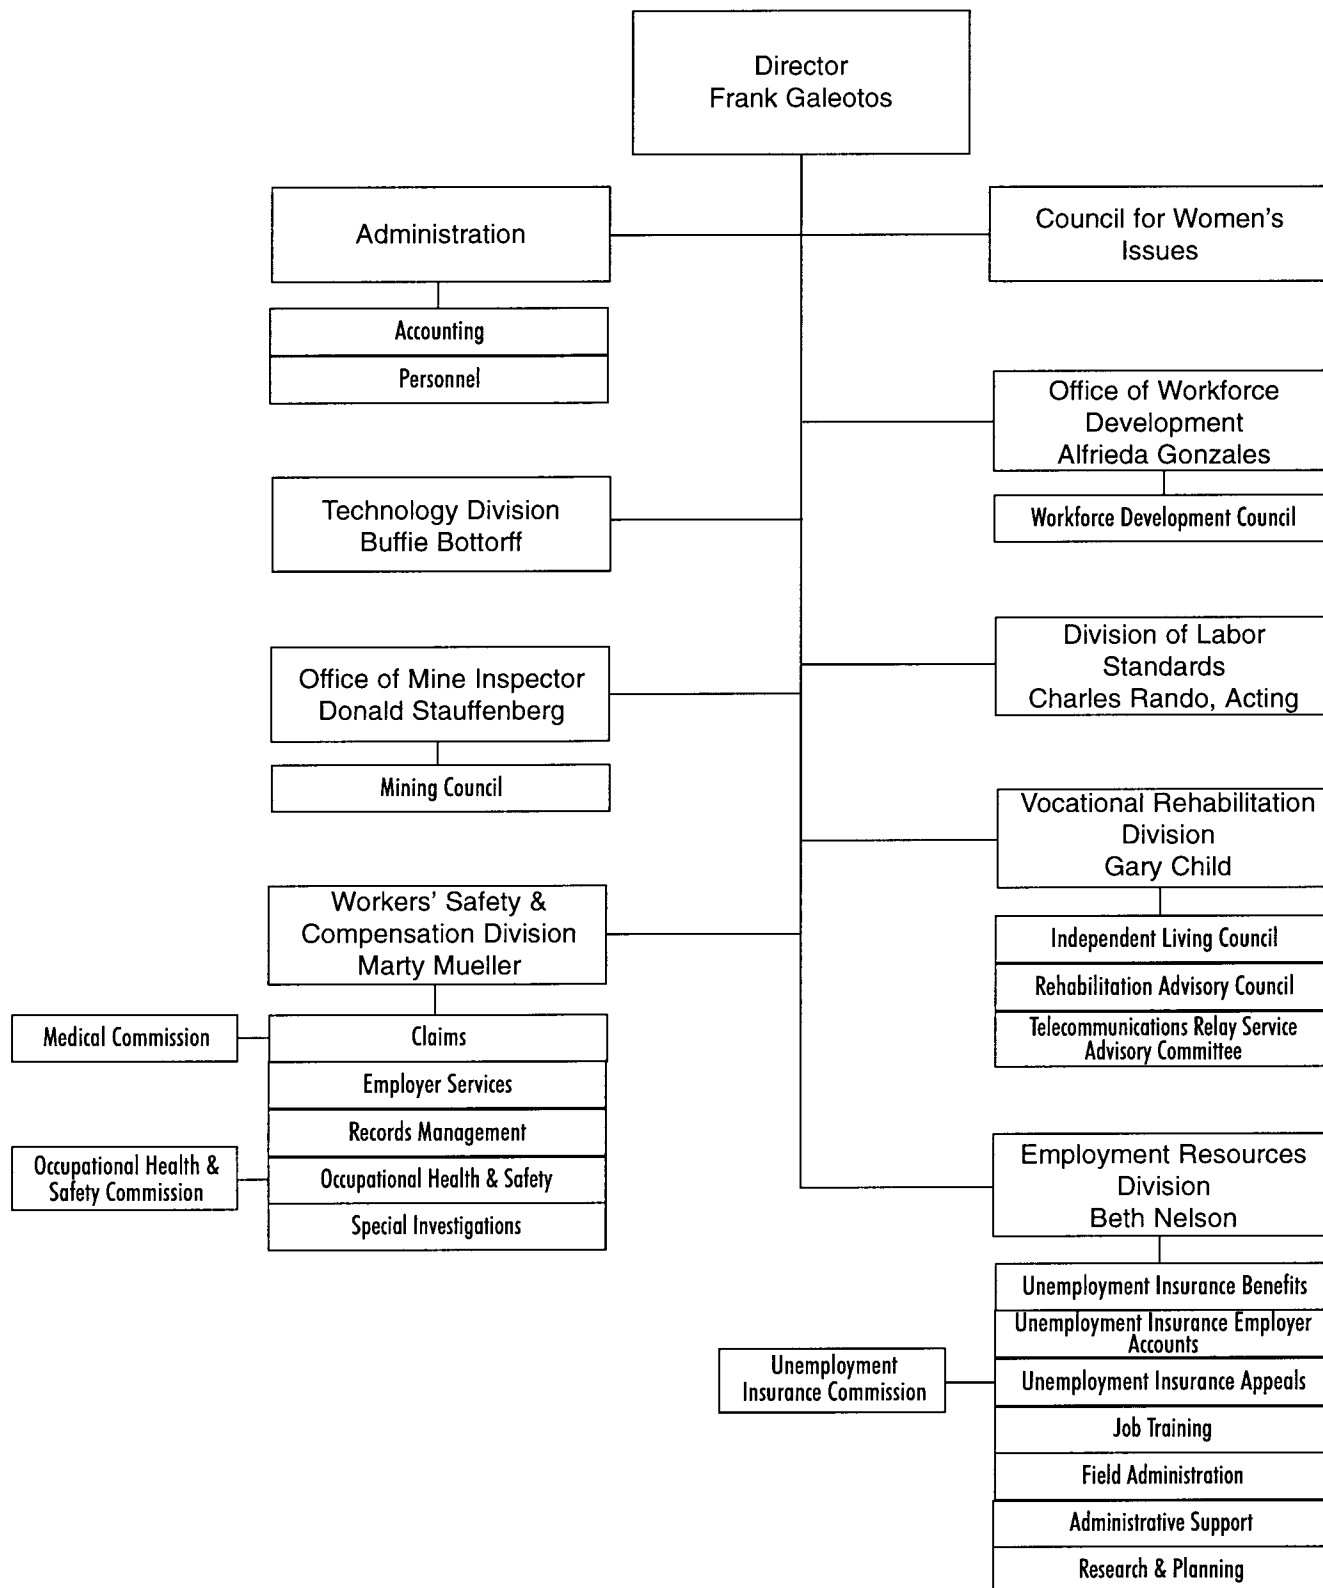 Director
Frank Galeotos
Administration
Council for Women's
Issues
Accounting
Personnel
Office of Workforce
Development
Alfrieda Gonzales
Workforce Development Council
Technology Division
Buffie Bottorff
Division of Labor
Standards
Charles Rando, Acting
Office of Mine Inspector
Donald Stauffenberg
Mining Council
Vocational Rehabilitation
Division
Gary Child
Independent Living Council
Rehabilitation Advisory Council
Telecommunications Relay Service
Advisory Committee
Workers' Safety &
Compensation Division
Marty Mueller
Medical Commission
Claims
Employer Services
Records Management
Occupational Health &
Safety Commission
Occupational Health & Safety
Special Investigations
Employment Resources
Division
Beth Nelson
Unemployment Insurance Benefits
Unemployment Insurance Employer
Accounts
Unemployment
Insurance Commission
Unemployment Insurance Appeals
Job Training
Field Administration
Administrative Support
Research & Planning